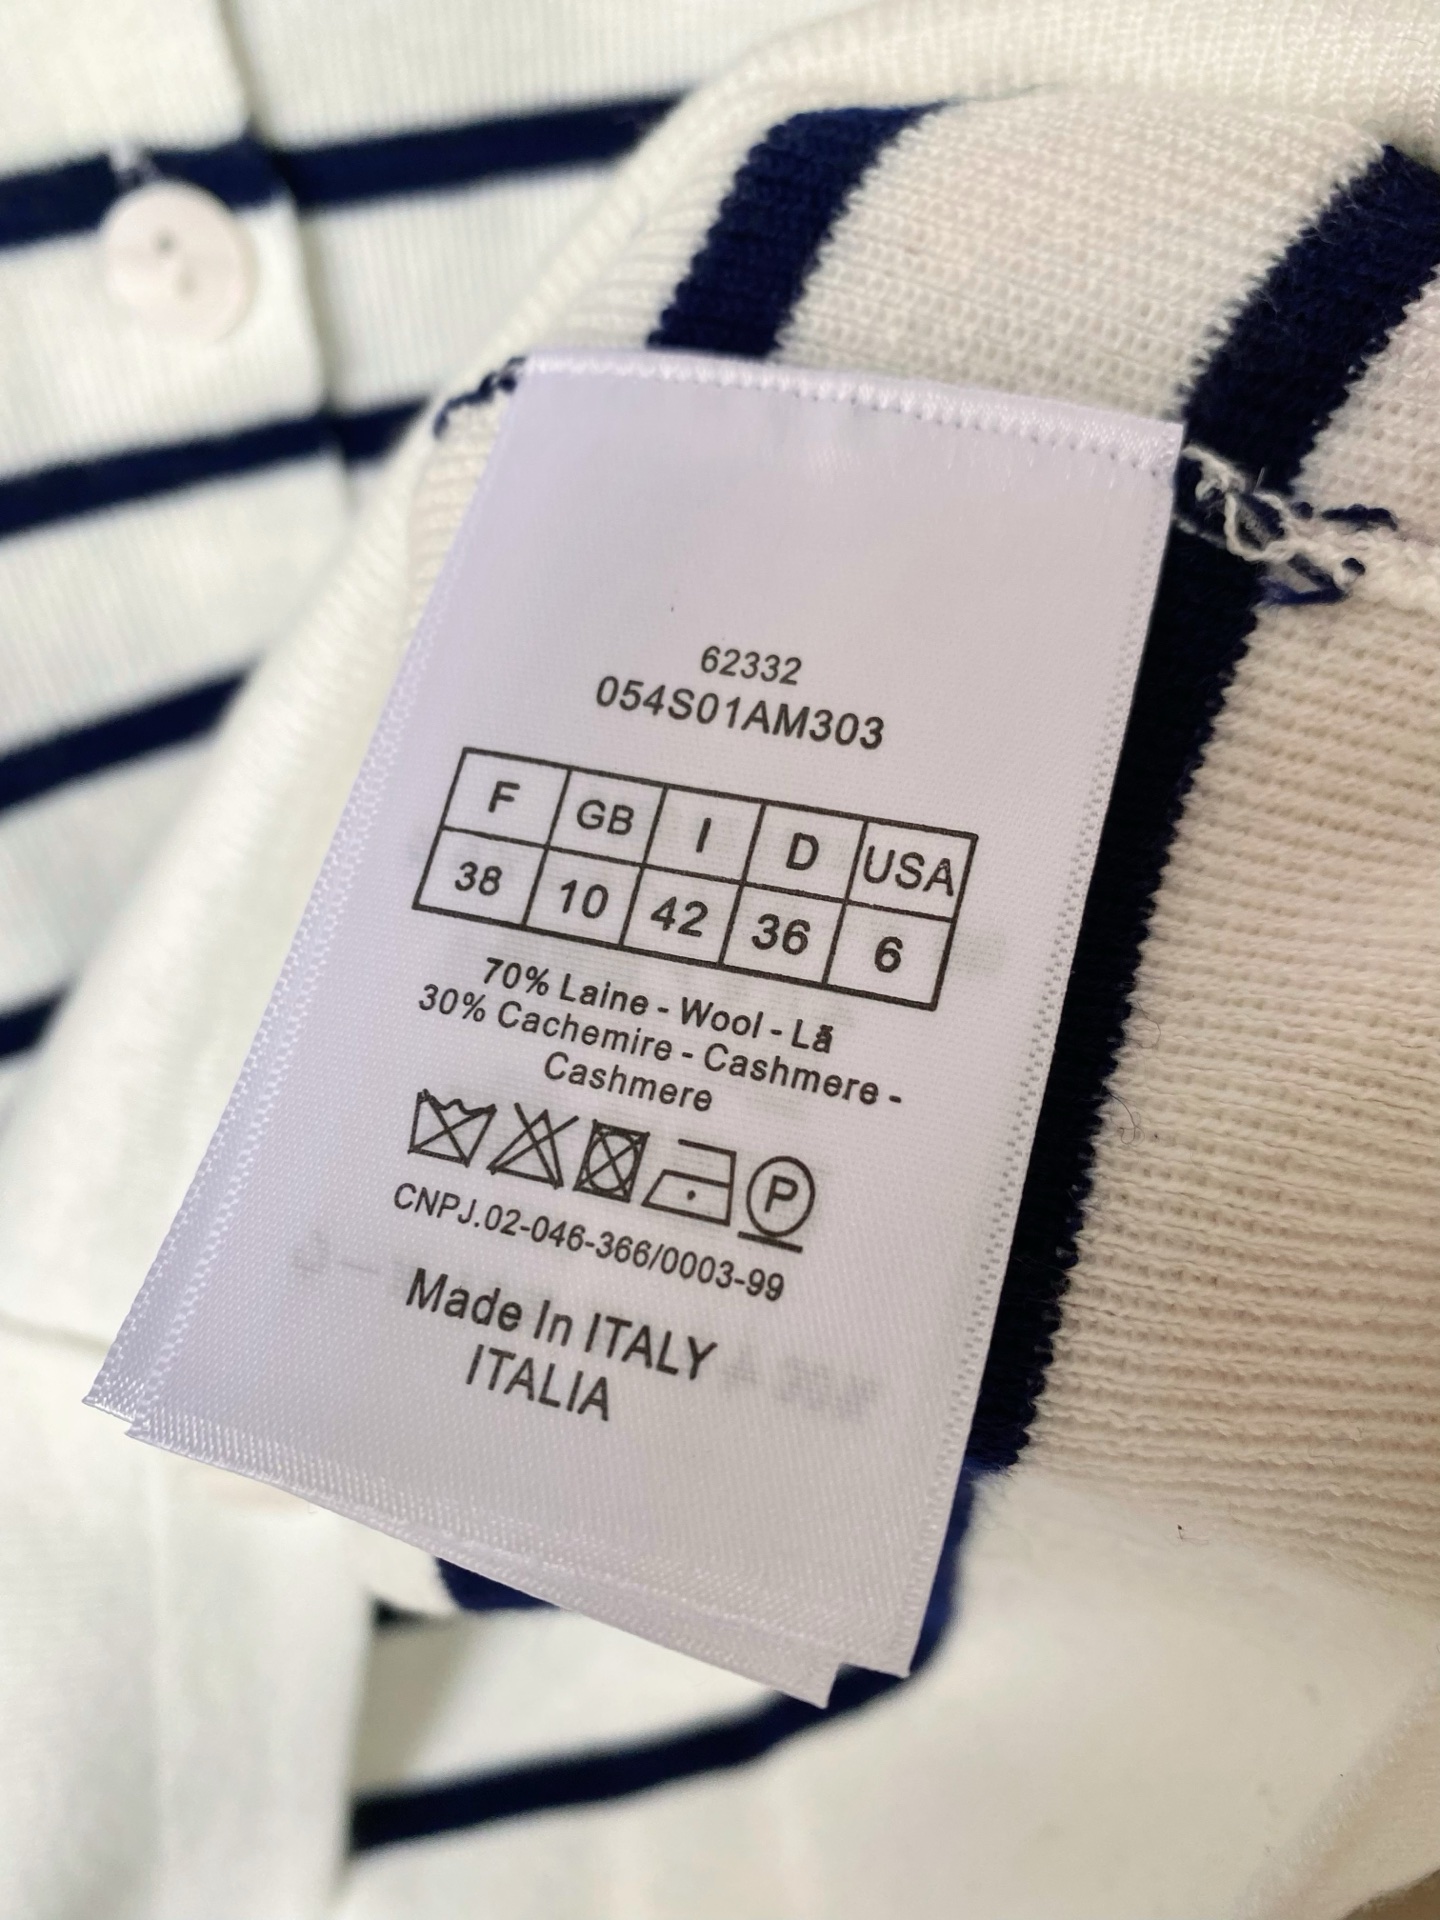 62332
054S01AM303
F GB I D USA
38 10 42 36 6
70% Laine - Wool - Lã
30% Cachemire - Cashmere -
Cashmere
P
CNPJ.02-046-366/0003-99
Made In ITALY
ITALIA